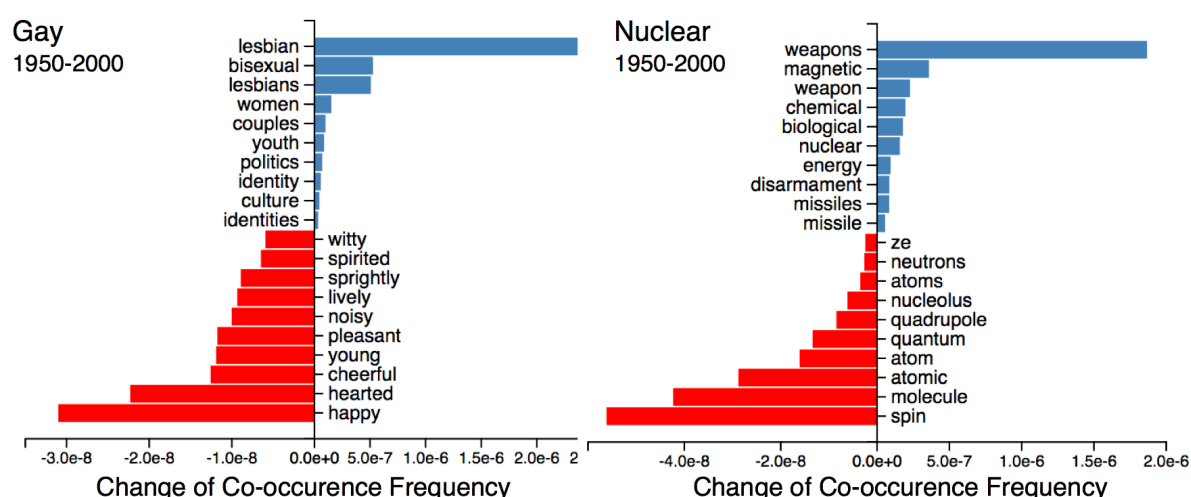 Gay
1950-2000
lesbian
bisexual
lesbians
women
couples
youth
politics
identity
culture
identities
witty
spirited
sprightly
lively
noisy
pleasant
young
cheerful
hearted
happy
-3.0e-8 -2.0e-8 -1.0e-8 0.0e+0 5.0e-7 1.0e-6 1.5e-6 2.0e-6 2
Change of Co-occurence Frequency
Nuclear
1950-2000
weapons
magnetic
weapon
chemical
biological
nuclear
energy
disarmament
missiles
missile
ze
neutrons
atoms
nucleolus
quadrupole
quantum
atom
atomic
molecule
spin
-4.0e-8 -2.0e-8 0.0e+0 5.0e-7 1.0e-6 1.5e-6 2.0e-6
Change of Co-occurence Frequency